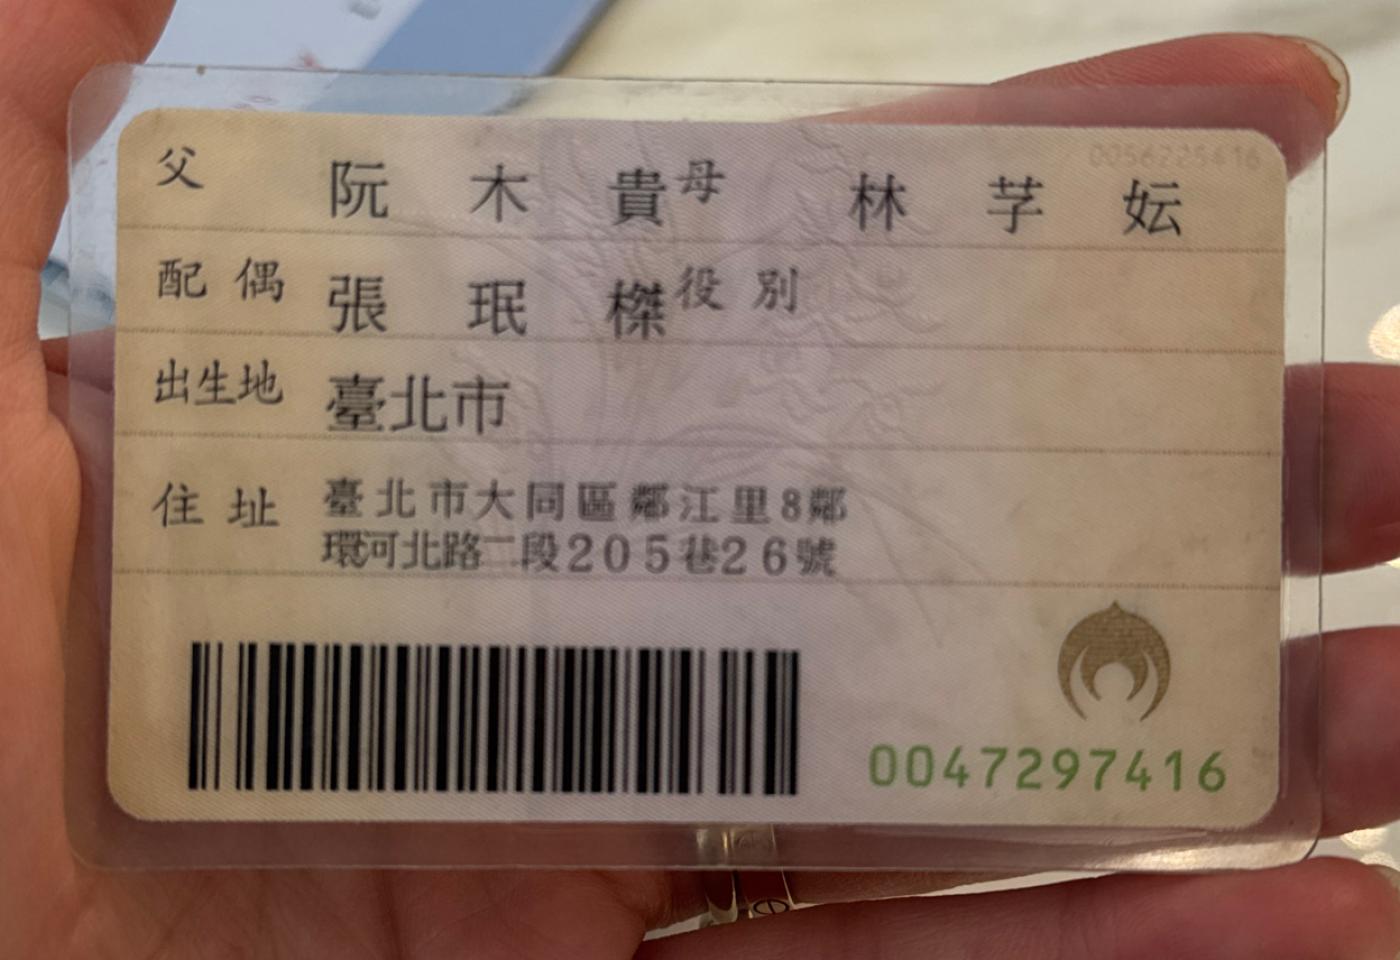 0056225416
父 阮木貴 母 林芓妘
配偶 張珉榤 役別
出生地 臺北市
住址 臺北市大同區鄰江里8鄰
環河北路二段205巷26號
0047297416